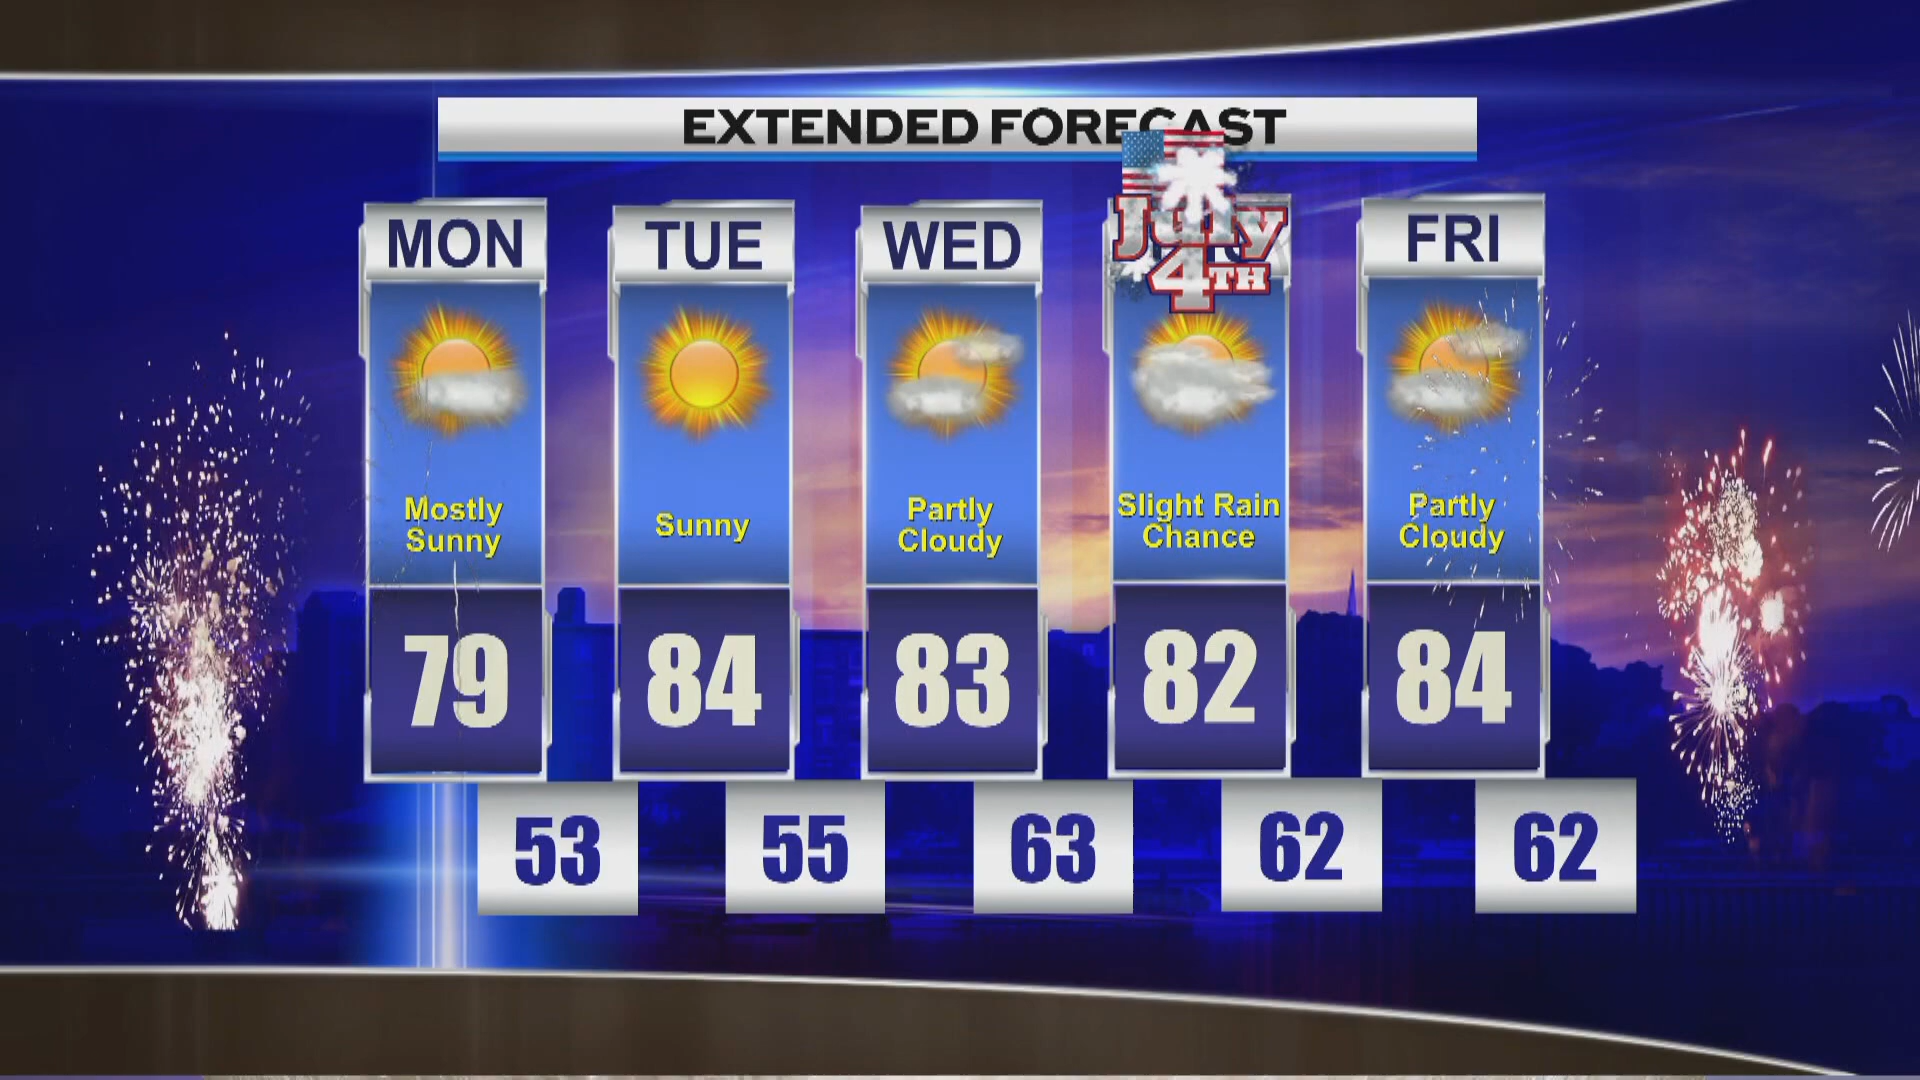 EXTENDED FORECAST
MON
TUE
WED
July
4TH
FRI
Mostly
Sunny
Sunny
Partly
Cloudy
Slight Rain
Chance
Partly
Cloudy
79
84
83
82
84
53
55
63
62
62